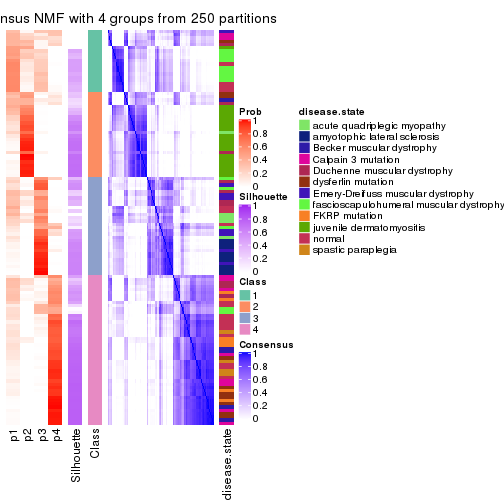 nsus NMF with 4 groups from 250 partitions
Prob
1
0.8
0.6
0.4
0.2
0
Silhouette
1
0.8
0.6
0.4
0.2
0
Class
1
2
3
4
Consensus
1
0.8
0.6
0.4
0.2
0
disease.state
acute quadriplegic myopathy
amyotophic lateral sclerosis
Becker muscular dystrophy
Calpain 3 mutation
Duchenne muscular dystrophy
dysferlin mutation
Emery-Dreifuss muscular dystrophy
fascioscapulohumeral muscular dystrophy
FKRP mutation
juvenile dermatomyositis
normal
spastic paraplegia
p1
p2
p3
p4
Silhouette
Class
disease.state